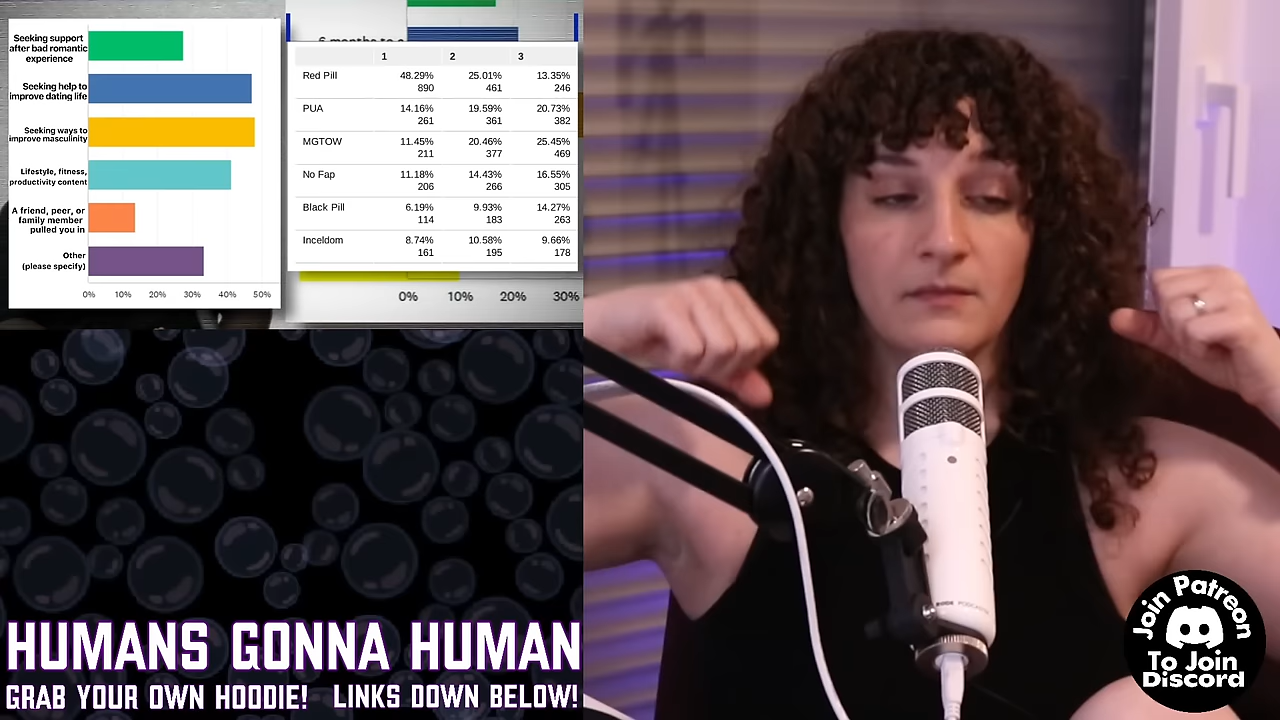 Seeking support
after bad romantic
experience
Seeking help to
improve dating life
Seeking ways to
improve masculinity
Lifestyle, fitness,
productivity content
A friend, peer, or
family member
pulled you in
Other
(please specify)
0% 10% 20% 30% 40% 50%
6 months to a
1 2 3
Red Pill 48.29% 25.01% 13.35%
890 461 246
PUA 14.16% 19.59% 20.73%
261 361 382
MGTOW 11.45% 20.46% 25.45%
211 377 469
No Fap 11.18% 14.43% 16.55%
206 266 305
Black Pill 6.19% 9.93% 14.27%
114 183 263
Inceldom 8.74% 10.58% 9.66%
161 195 178
0% 10% 20% 30%
HUMANS GONNA HUMAN
GRAB YOUR OWN HOODIE! LINKS DOWN BELOW!
RODE PODCASTER
Join Patreon
To Join
Discord